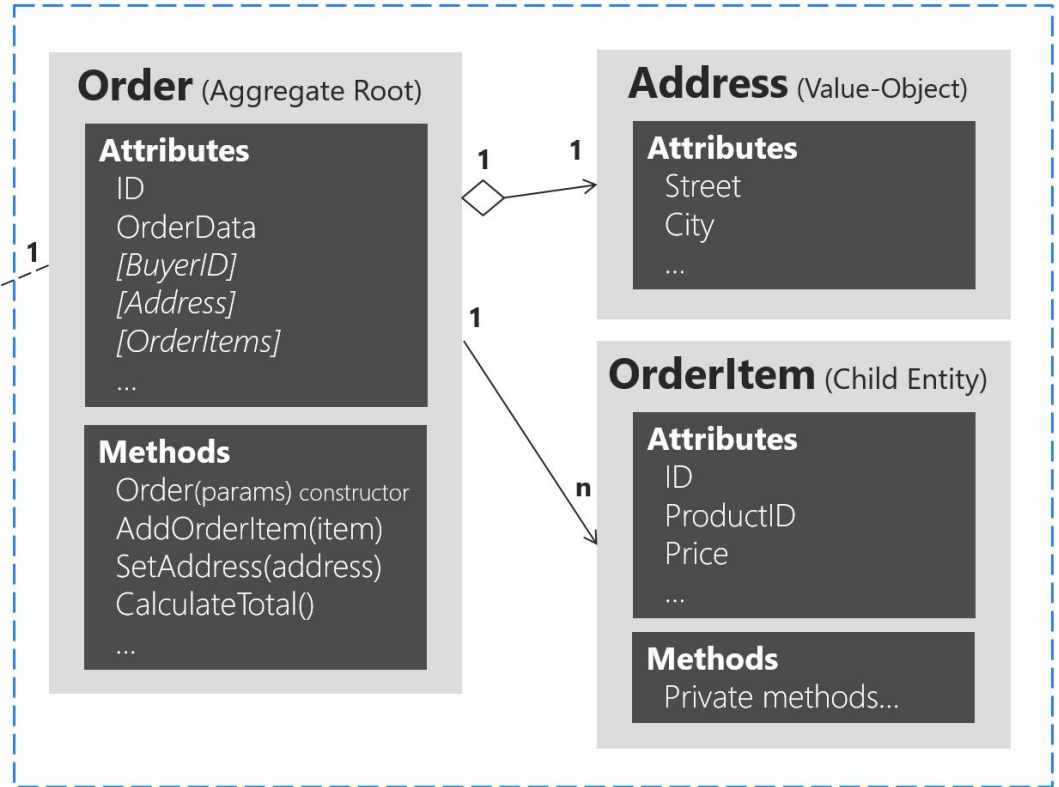 Order (Aggregate Root)
Attributes
ID
OrderData
[BuyerID]
[Address]
[OrderItems]
...
Methods
Order(params) constructor
AddOrderItem(item)
SetAddress(address)
CalculateTotal()
...
1
1
1
1
n
Address (Value-Object)
Attributes
Street
City
...
OrderItem (Child Entity)
Attributes
ID
ProductID
Price
...
Methods
Private methods...